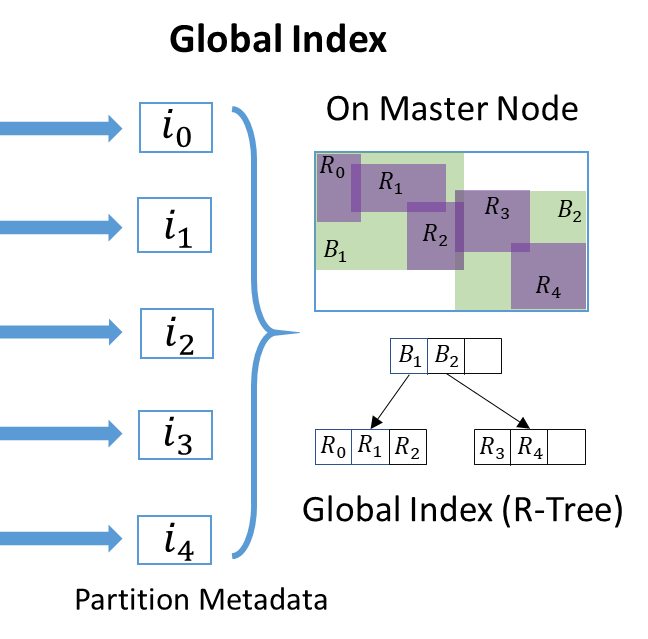 Global Index
On Master Node
i₀
i₁
i₂
i₃
i₄
R₀
R₁
R₂
R₃
B₂
B₁
R₄
B₁ B₂
R₀ R₁ R₂
R₃ R₄
Global Index (R-Tree)
Partition Metadata